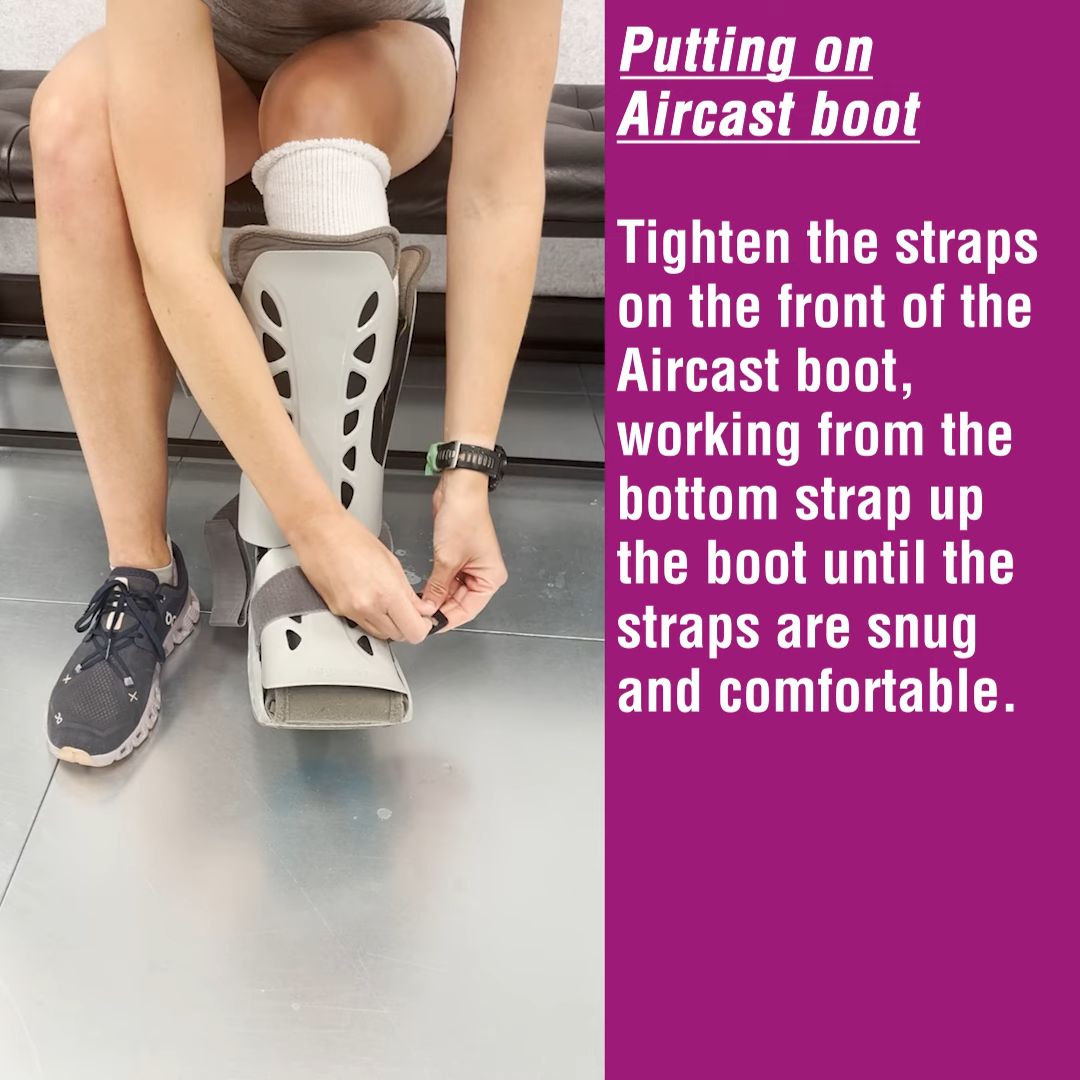 Putting on
Aircast boot
Tighten the straps
on the front of the
Aircast boot,
working from the
bottom strap up
the boot until the
straps are snug
and comfortable.